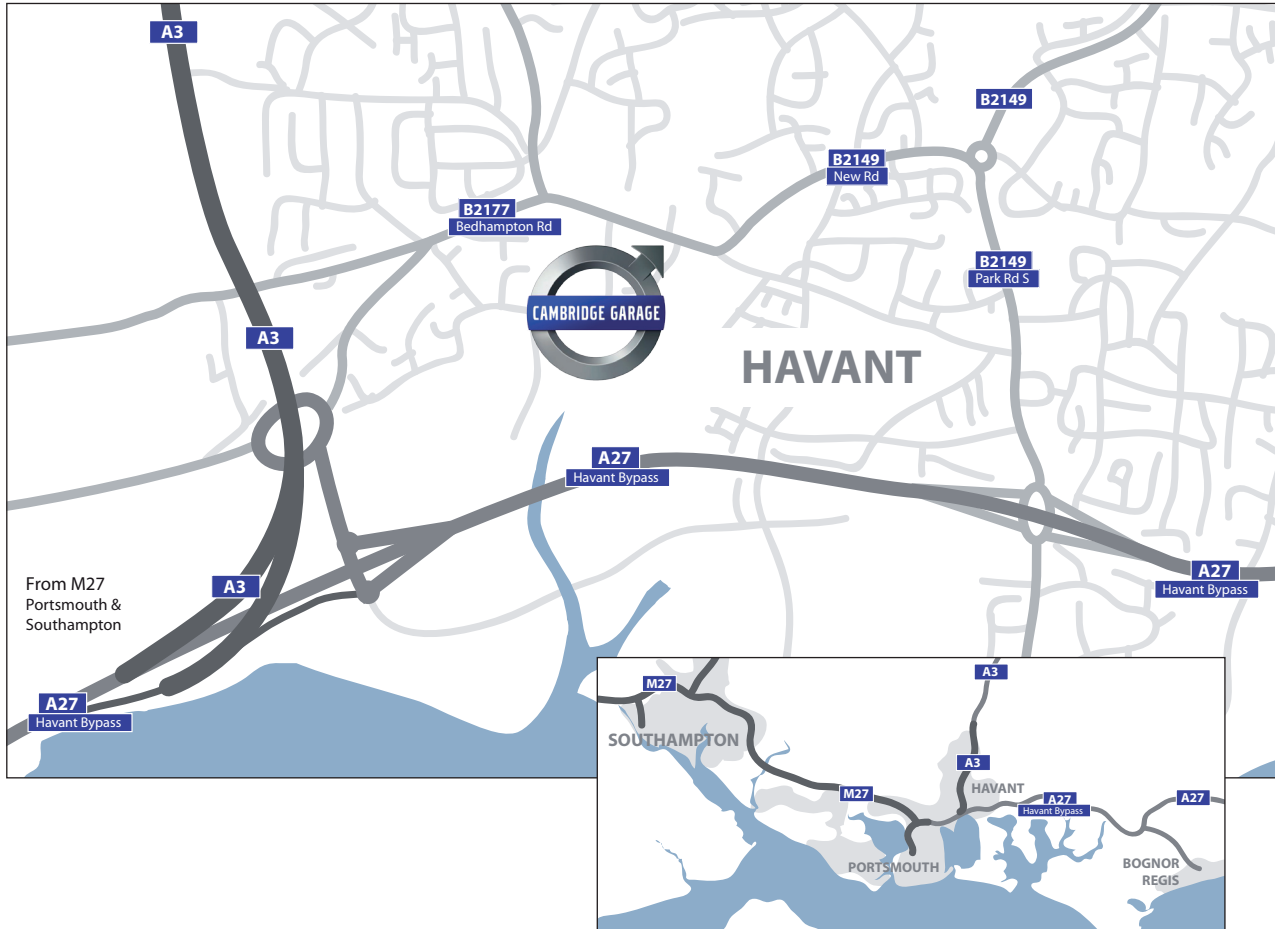 A3
B2149
B2149
New Rd
B2177
Bedhampton Rd
B2149
Park Rd S
CAMBRIDGE GARAGE
A3
HAVANT
A27
Havant Bypass
From M27
Portsmouth &
Southampton
A3
A27
Havant Bypass
A27
Havant Bypass
A3
M27
SOUTHAMPTON
A3
HAVANT
M27
A27
Havant Bypass
A27
PORTSMOUTH
BOGNOR
REGIS